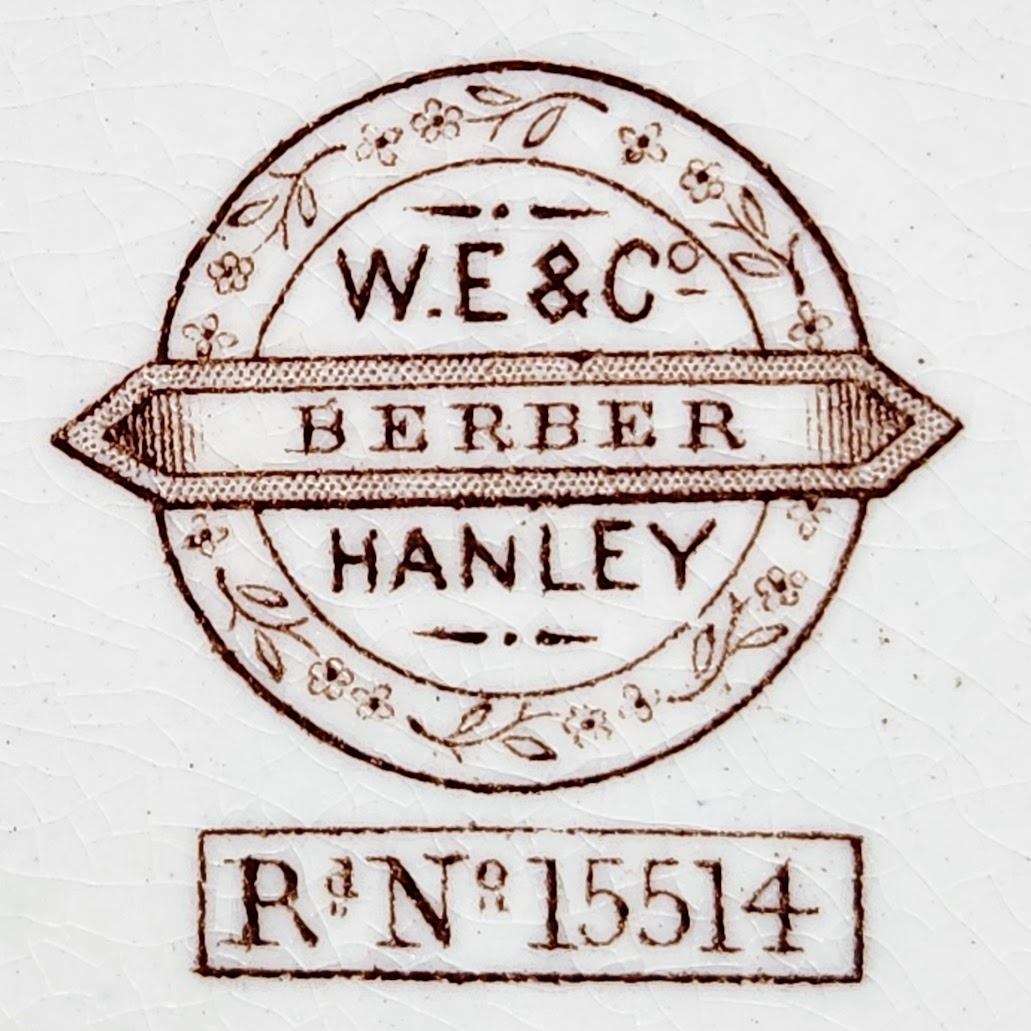 W.E & Cº
BERBER
HANLEY
Rᵈ Nº 15514